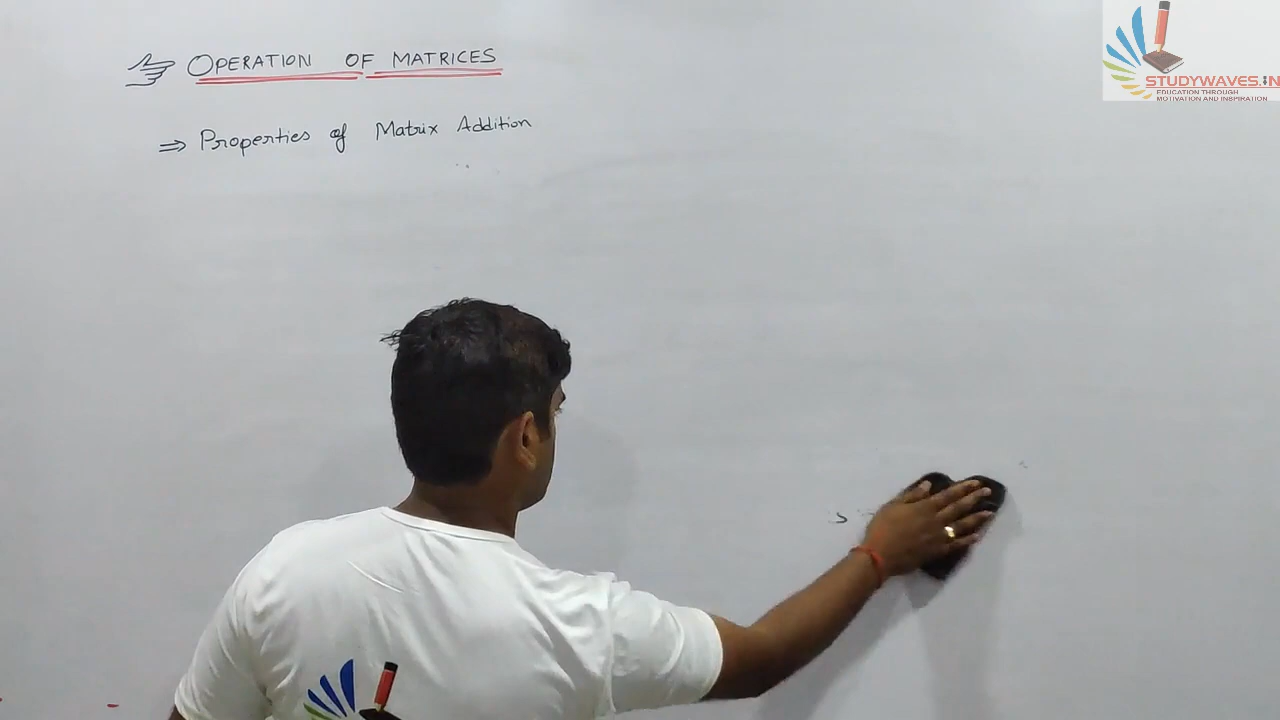 OPERATION OF MATRICES
⇒ Properties of Matrix Addition
STUDYWAVES.IN
EDUCATION THROUGH
MOTIVATION AND INSPIRATION